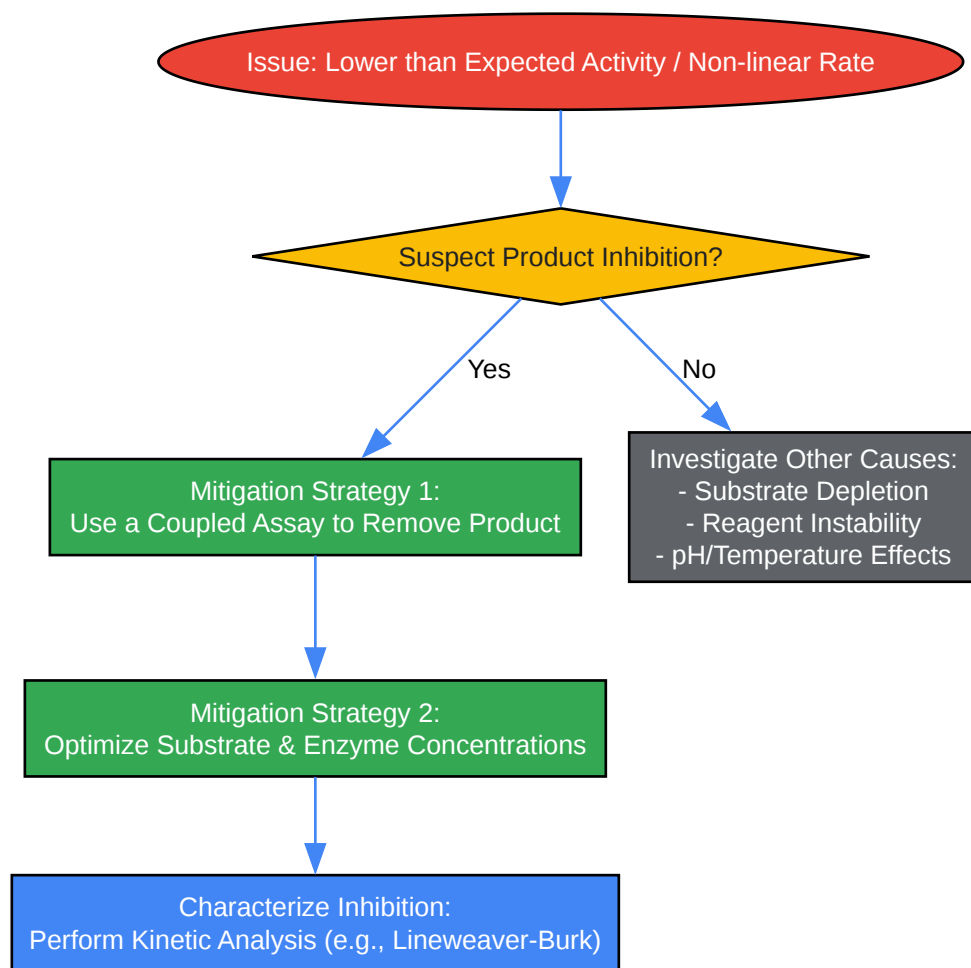 Issue: Lower than Expected Activity / Non-linear Rate
Suspect Product Inhibition?
Yes
No
Mitigation Strategy 1:
Use a Coupled Assay to Remove Product
Investigate Other Causes:
- Substrate Depletion
- Reagent Instability
- pH/Temperature Effects
Mitigation Strategy 2:
Optimize Substrate & Enzyme Concentrations
Characterize Inhibition:
Perform Kinetic Analysis (e.g., Lineweaver-Burk)